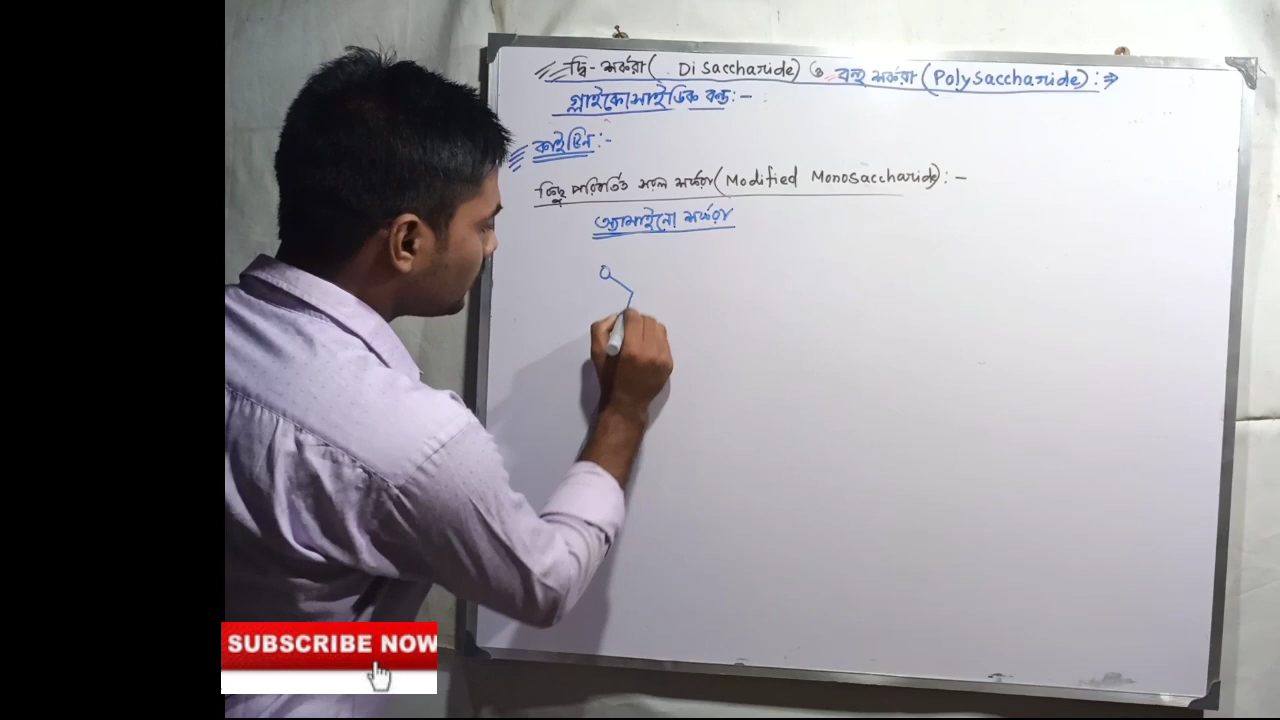 দ্বি-শর্করা ( Di Saccharide) ও বহু শর্করা (Polysaccharide) :⇒
গ্লাইকোসাইডিক বন্ড :-
কাইটিন :-
কিছু পরিবর্তিত সরল শর্করা (Modified Monosaccharide) : -
অ্যামাইনো শর্করা
O
SUBSCRIBE NOW